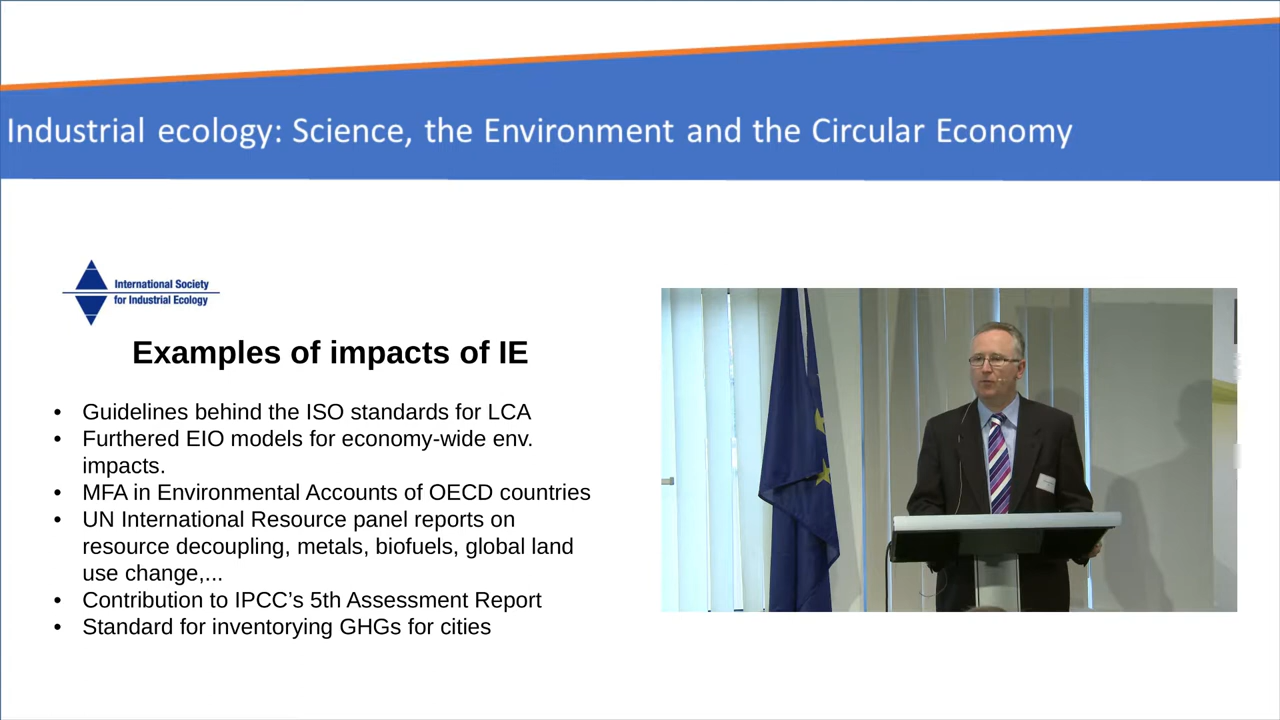 Industrial ecology: Science, the Environment and the Circular Economy
International Society
for Industrial Ecology
Examples of impacts of IE
• Guidelines behind the ISO standards for LCA
• Furthered EIO models for economy-wide env.
impacts.
• MFA in Environmental Accounts of OECD countries
• UN International Resource panel reports on
resource decoupling, metals, biofuels, global land
use change,...
• Contribution to IPCC’s 5th Assessment Report
• Standard for inventorying GHGs for cities